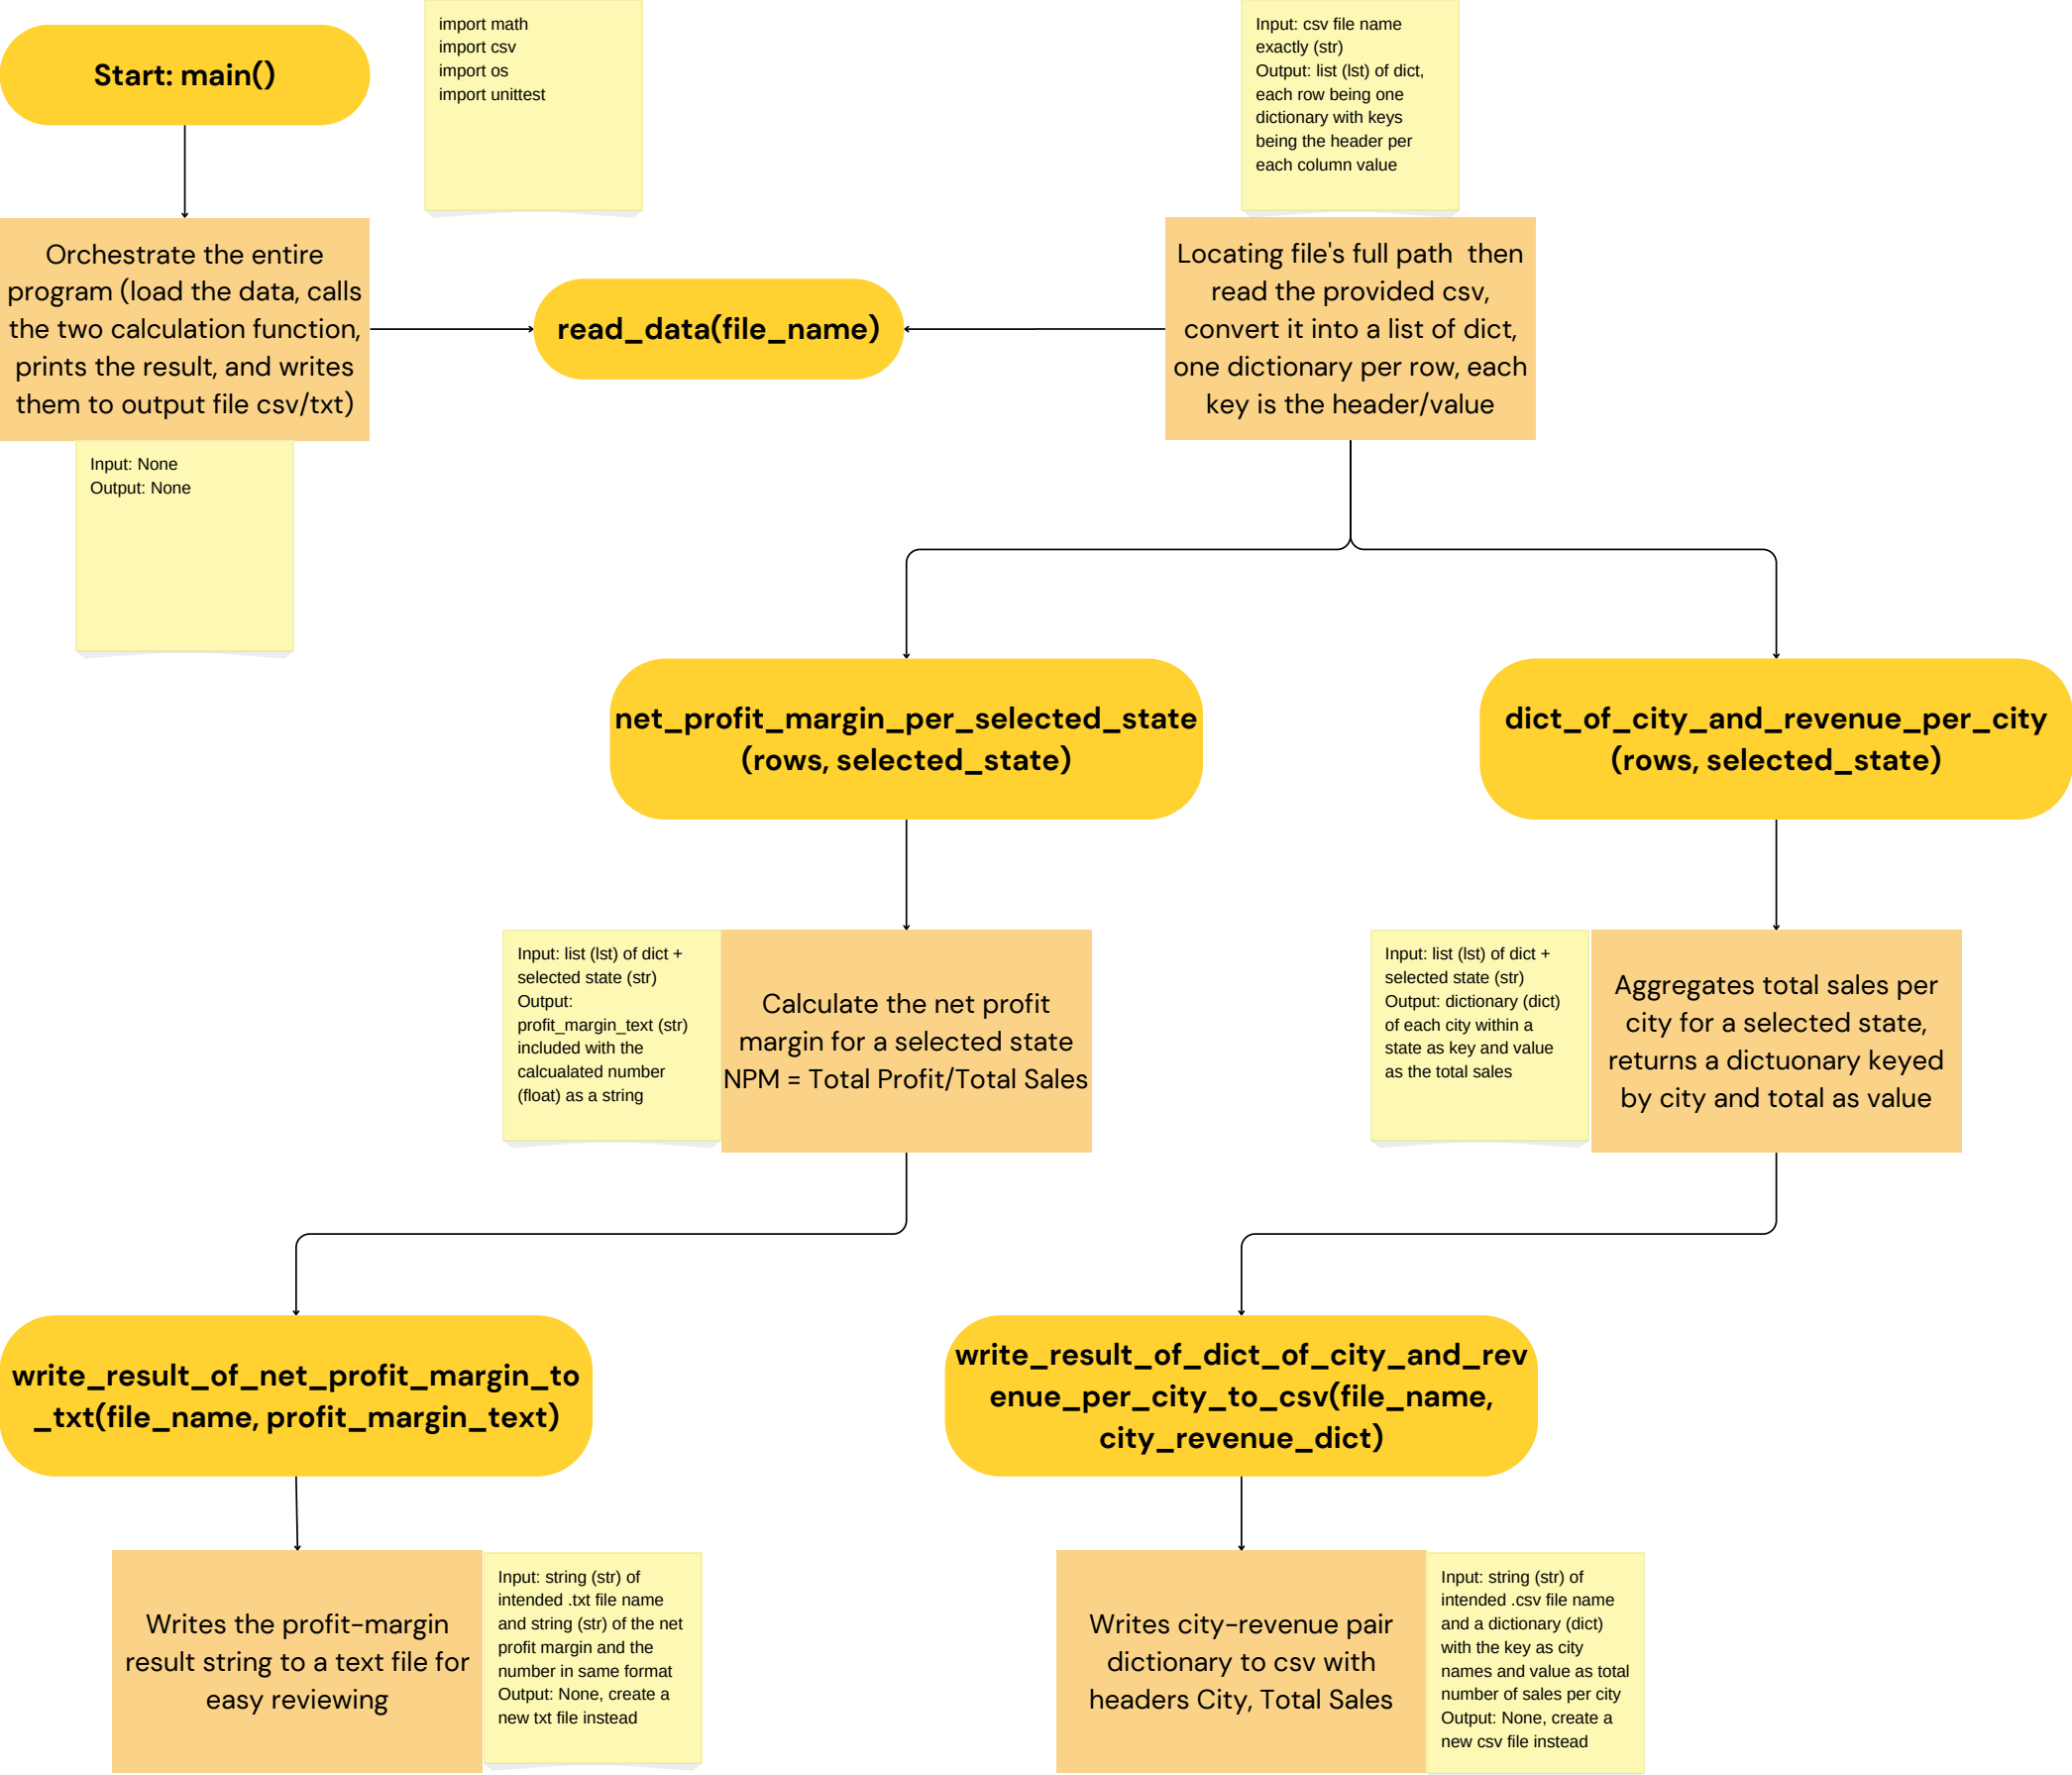 Start: main()
import math
import csv
import os
import unittest
Input: csv file name
exactly (str)
Output: list (lst) of dict,
each row being one
dictionary with keys
being the header per
each column value
Orchestrate the entire
program (load the data, calls
the two calculation function,
prints the result, and writes
them to output file csv/txt)
read_data(file_name)
Locating file's full path  then
read the provided csv,
convert it into a list of dict,
one dictionary per row, each
key is the header/value
Input: None
Output: None
net_profit_margin_per_selected_state
(rows, selected_state)
dict_of_city_and_revenue_per_city
(rows, selected_state)
Input: list (lst) of dict +
selected state (str)
Output:
profit_margin_text (str)
included with the
calcualated number
(float) as a string
Calculate the net profit
margin for a selected state
NPM = Total Profit/Total Sales
Input: list (lst) of dict +
selected state (str)
Output: dictionary (dict)
of each city within a
state as key and value
as the total sales
Aggregates total sales per
city for a selected state,
returns a dictuonary keyed
by city and total as value
write_result_of_net_profit_margin_to
_txt(file_name, profit_margin_text)
write_result_of_dict_of_city_and_rev
enue_per_city_to_csv(file_name,
city_revenue_dict)
Writes the profit-margin
result string to a text file for
easy reviewing
Input: string (str) of
intended .txt file name
and string (str) of the net
profit margin and the
number in same format
Output: None, create a
new txt file instead
Writes city-revenue pair
dictionary to csv with
headers City, Total Sales
Input: string (str) of
intended .csv file name
and a dictionary (dict)
with the key as city
names and value as total
number of sales per city
Output: None, create a
new csv file instead